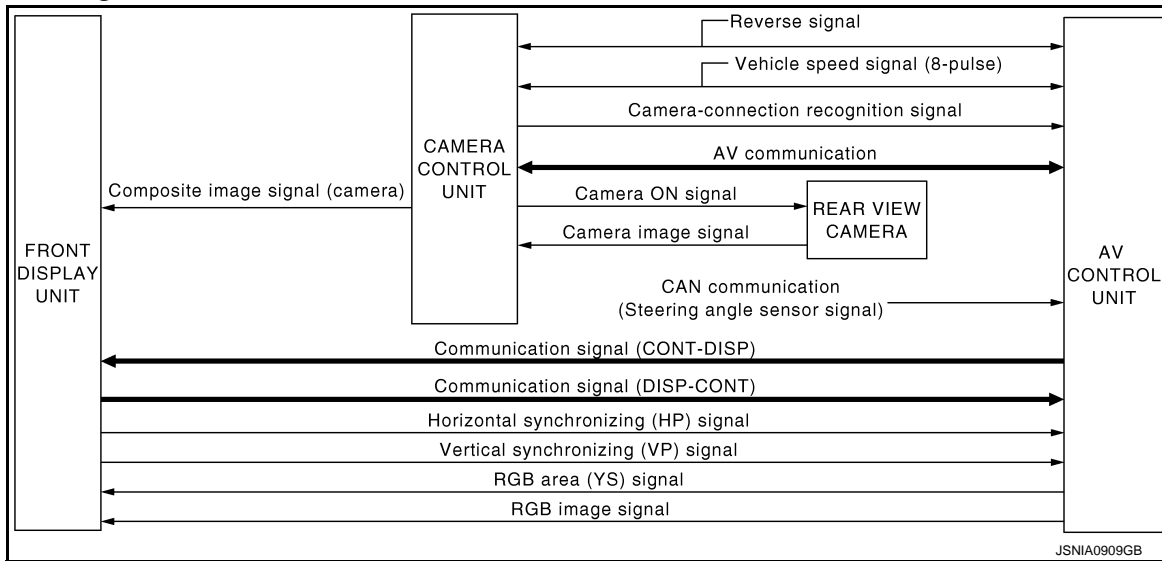 Reverse signal
Vehicle speed signal (8-pulse)
Camera-connection recognition signal
CAMERA
CONTROL
UNIT
AV communication
Composite image signal (camera)
Camera ON signal
REAR VIEW
CAMERA
Camera image signal
FRONT
DISPLAY
UNIT
AV
CONTROL
UNIT
CAN communication
(Steering angle sensor signal)
Communication signal (CONT-DISP)
Communication signal (DISP-CONT)
Horizontal synchronizing (HP) signal
Vertical synchronizing (VP) signal
RGB area (YS) signal
RGB image signal
JSNIA0909GB